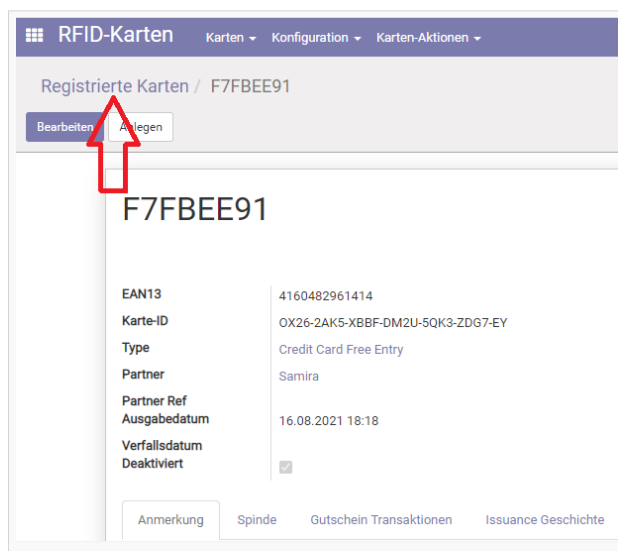 RFID-Karten Karten Konfiguration Karten-Aktionen
Registrierte Karten / F7FBEE91
Bearbeiten Anlegen
F7FBEE91
EAN13 4160482961414
Karte-ID OX26-2AK5-XBBF-DM2U-5QK3-ZDG7-EY
Type Credit Card Free Entry
Partner Samira
Partner Ref
Ausgabedatum 16.08.2021 18:18
Verfallsdatum
Deaktiviert
Anmerkung Spinde Gutschein Transaktionen Issuance Geschichte